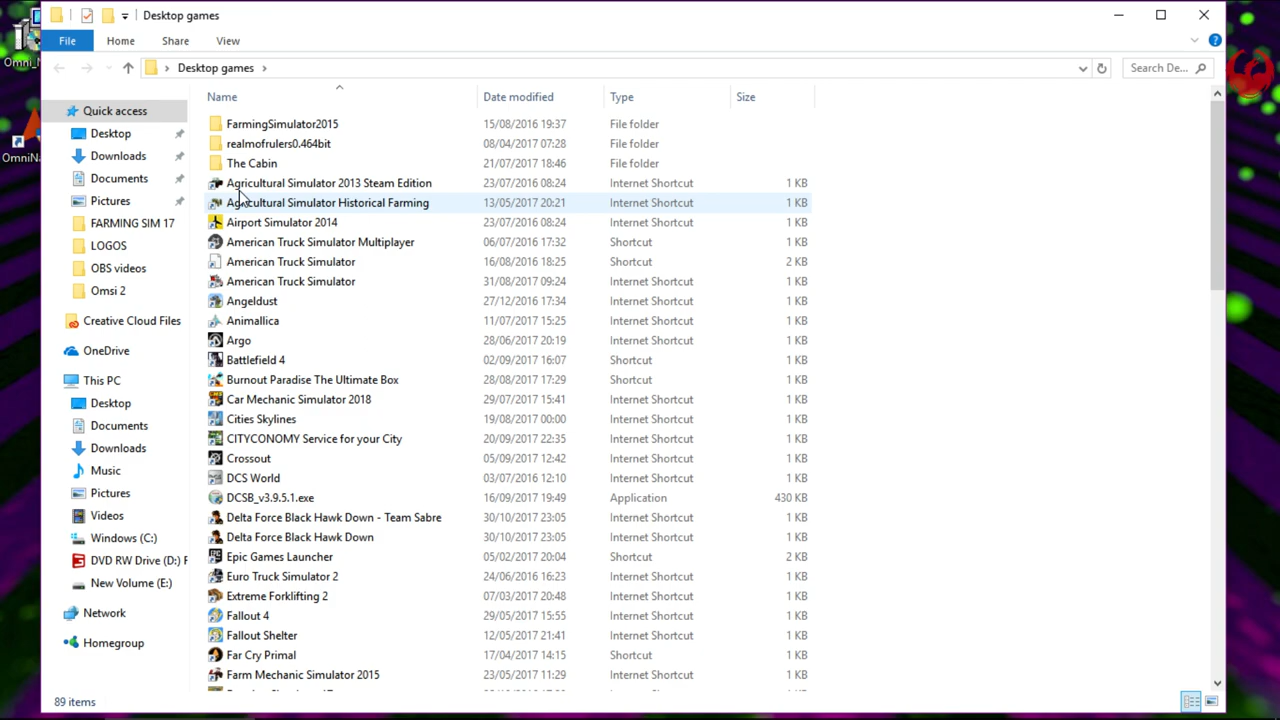 Desktop games
File Home Share View
Desktop games
Search De...
Name Date modified Type Size
Quick access
Desktop
Downloads
Documents
Pictures
FARMING SIM 17
LOGOS
OBS videos
Omsi 2
Creative Cloud Files
OneDrive
This PC
Desktop
Documents
Downloads
Music
Pictures
Videos
Windows (C:)
DVD RW Drive (D:) F
New Volume (E:)
Network
Homegroup
FarmingSimulator2015 15/08/2016 19:37 File folder
realmofrulers0.464bit 08/04/2017 07:28 File folder
The Cabin 21/07/2017 18:46 File folder
Agricultural Simulator 2013 Steam Edition 23/07/2016 08:24 Internet Shortcut 1 KB
Agricultural Simulator Historical Farming 13/05/2017 20:21 Internet Shortcut 1 KB
Airport Simulator 2014 23/07/2016 08:24 Internet Shortcut 1 KB
American Truck Simulator Multiplayer 06/07/2016 17:32 Shortcut 1 KB
American Truck Simulator 16/08/2016 18:25 Shortcut 2 KB
American Truck Simulator 31/08/2017 09:24 Internet Shortcut 1 KB
Angeldust 27/12/2016 17:34 Internet Shortcut 1 KB
Animallica 11/07/2017 15:25 Internet Shortcut 1 KB
Argo 28/06/2017 20:19 Internet Shortcut 1 KB
Battlefield 4 02/09/2017 16:07 Shortcut 1 KB
Burnout Paradise The Ultimate Box 28/08/2017 17:29 Shortcut 1 KB
Car Mechanic Simulator 2018 29/07/2017 15:41 Internet Shortcut 1 KB
Cities Skylines 19/08/2017 00:00 Internet Shortcut 1 KB
CITYCONOMY Service for your City 20/09/2017 22:35 Internet Shortcut 1 KB
Crossout 05/09/2017 12:42 Internet Shortcut 1 KB
DCS World 03/07/2016 12:10 Internet Shortcut 1 KB
DCSB_v3.9.5.1.exe 16/09/2017 19:49 Application 430 KB
Delta Force Black Hawk Down - Team Sabre 30/10/2017 23:05 Internet Shortcut 1 KB
Delta Force Black Hawk Down 30/10/2017 23:05 Internet Shortcut 1 KB
Epic Games Launcher 05/02/2017 20:04 Shortcut 2 KB
Euro Truck Simulator 2 24/06/2016 16:23 Internet Shortcut 1 KB
Extreme Forklifting 2 07/03/2017 20:48 Internet Shortcut 1 KB
Fallout 4 29/05/2017 15:55 Internet Shortcut 1 KB
Fallout Shelter 12/05/2017 21:41 Internet Shortcut 1 KB
Far Cry Primal 17/04/2017 14:15 Shortcut 1 KB
Farm Mechanic Simulator 2015 23/05/2017 11:29 Internet Shortcut 1 KB
89 items